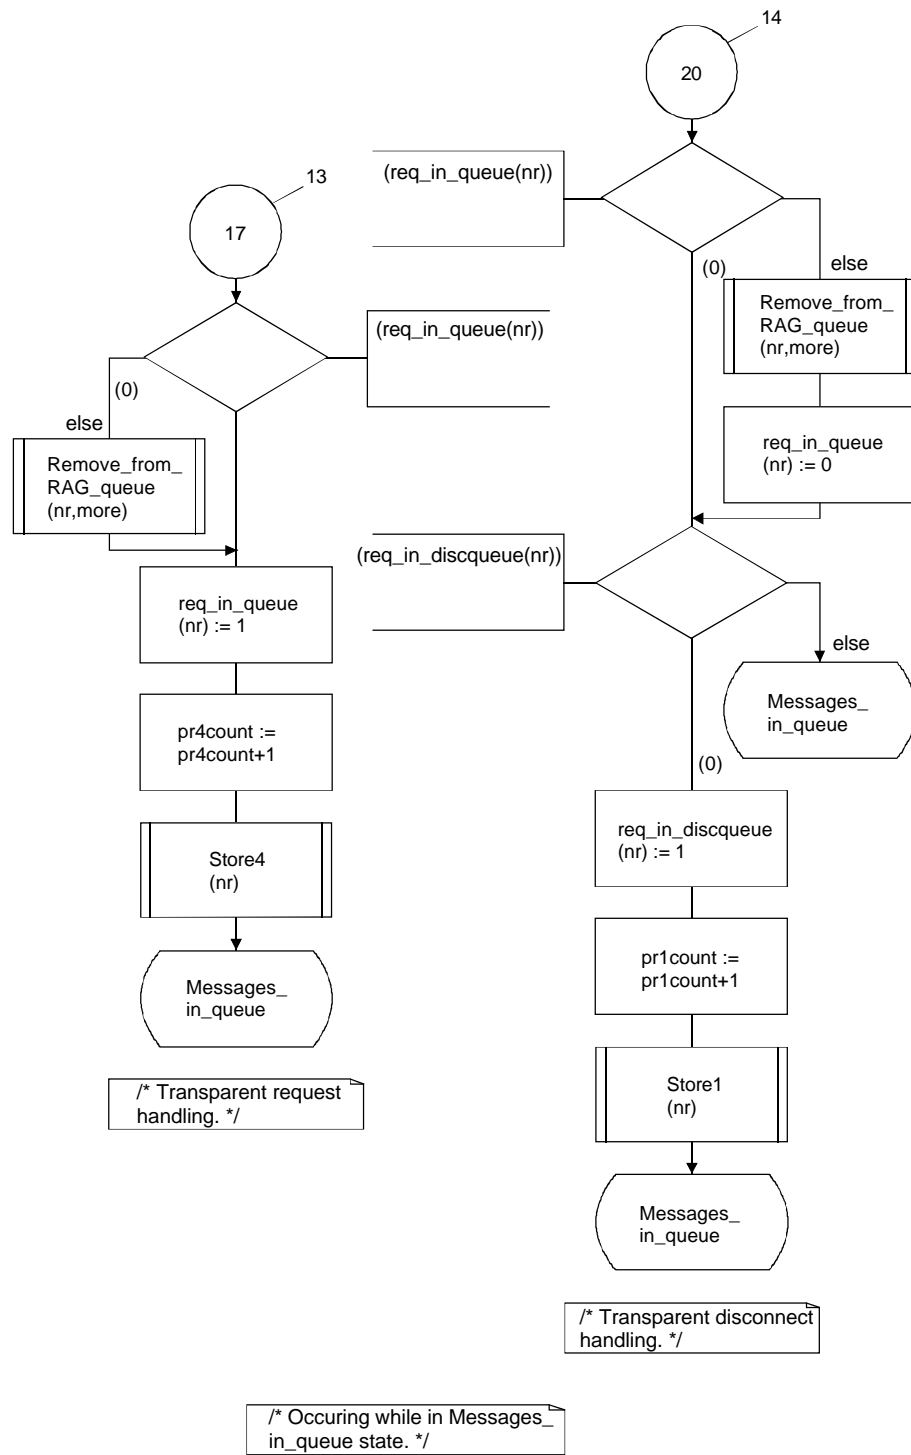 13
17
(req_in_queue(nr))
(0)
else
Remove_from_
RAG_queue
(nr,more)
req_in_queue
(nr) := 1
pr4count :=
pr4count+1
Store4
(nr)
Messages_
in_queue
/* Transparent request
handling. */
14
20
(req_in_queue(nr))
(0)
else
Remove_from_
RAG_queue
(nr,more)
req_in_queue
(nr) := 0
(req_in_discqueue(nr))
else
Messages_
in_queue
(0)
req_in_discqueue
(nr) := 1
pr1count :=
pr1count+1
Store1
(nr)
Messages_
in_queue
/* Transparent disconnect
handling. */
/* Occuring while in Messages_
in_queue state. */